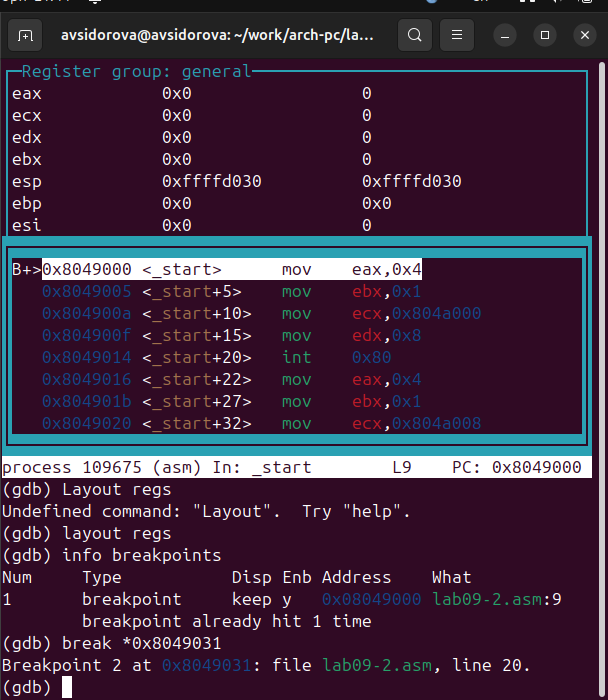 avsidorova@avsidorova: ~/work/arch-pc/la...
Register group: general
eax 0x0 0
ecx 0x0 0
edx 0x0 0
ebx 0x0 0
esp 0xffffd030 0xffffd030
ebp 0x0 0x0
esi 0x0 0
B+>0x8049000 <_start> mov eax,0x4
0x8049005 <_start+5> mov ebx,0x1
0x804900a <_start+10> mov ecx,0x804a000
0x804900f <_start+15> mov edx,0x8
0x8049014 <_start+20> int 0x80
0x8049016 <_start+22> mov eax,0x4
0x804901b <_start+27> mov ebx,0x1
0x8049020 <_start+32> mov ecx,0x804a008
process 109675 (asm) In: _start L9 PC: 0x8049000
(gdb) Layout regs
Undefined command: "Layout". Try "help".
(gdb) layout regs
(gdb) info breakpoints
Num Type Disp Enb Address What
1 breakpoint keep y 0x08049000 lab09-2.asm:9
breakpoint already hit 1 time
(gdb) break *0x8049031
Breakpoint 2 at 0x8049031: file lab09-2.asm, line 20.
(gdb)